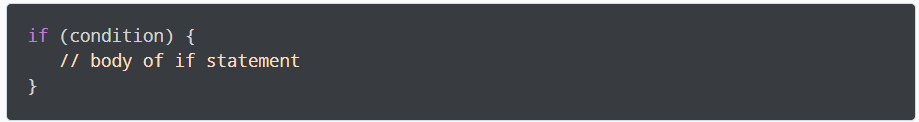 if (condition) {
   // body of if statement
}